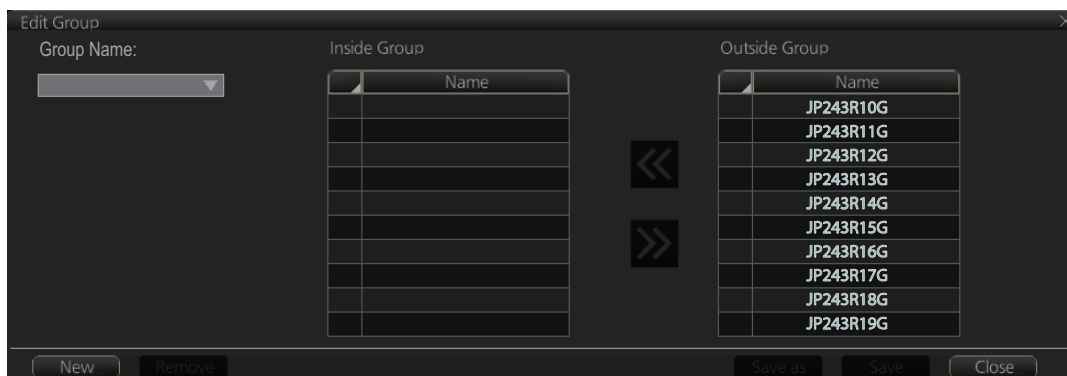 Edit Group
Group Name:
Inside Group
Name
Outside Group
Name
JP243R10G
JP243R11G
JP243R12G
JP243R13G
JP243R14G
JP243R15G
JP243R16G
JP243R17G
JP243R18G
JP243R19G
New
Remove
Save as
Save
Close